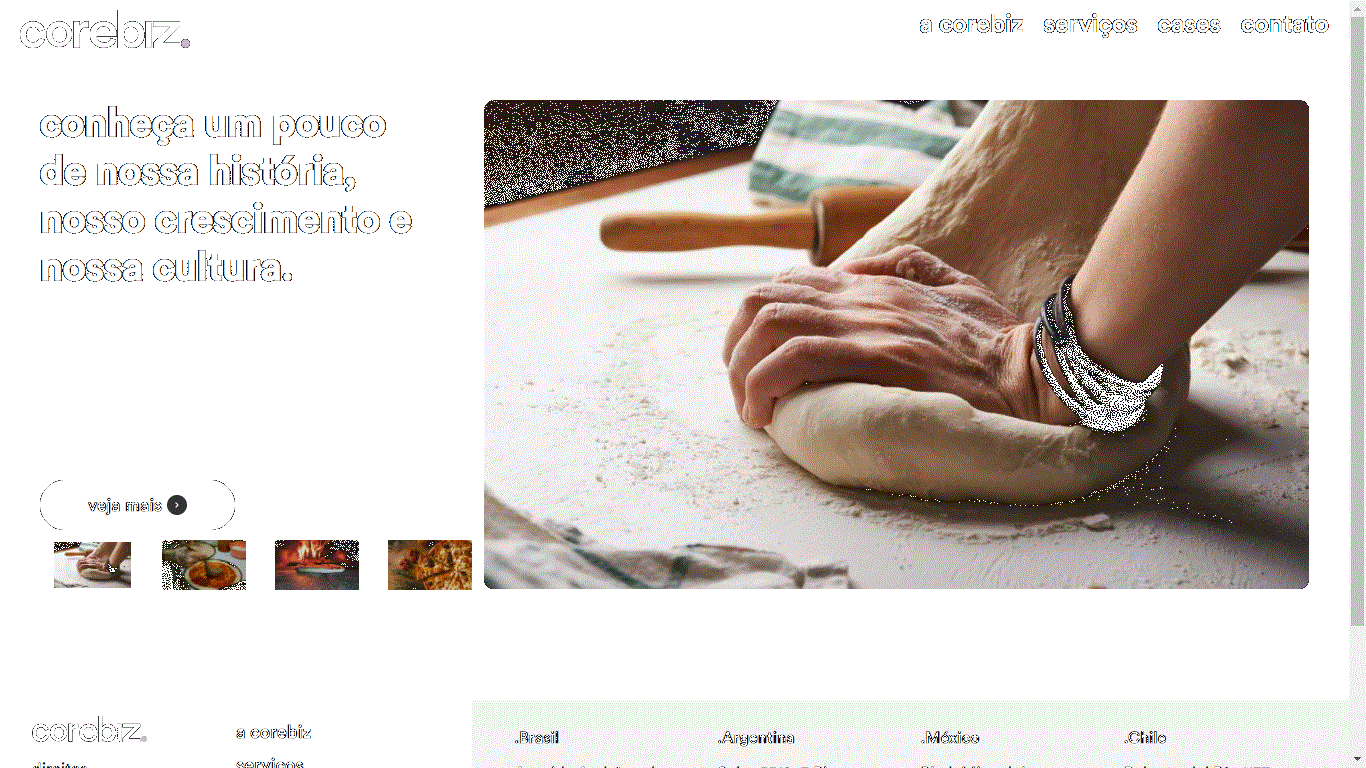 corebiz.
a corebiz serviços cases contato
conheça um pouco
de nossa história,
nosso crescimento e
nossa cultura.
veja mais
corebiz.
a corebiz
.Brasil
.Argentina
.México
.Chile
serviços